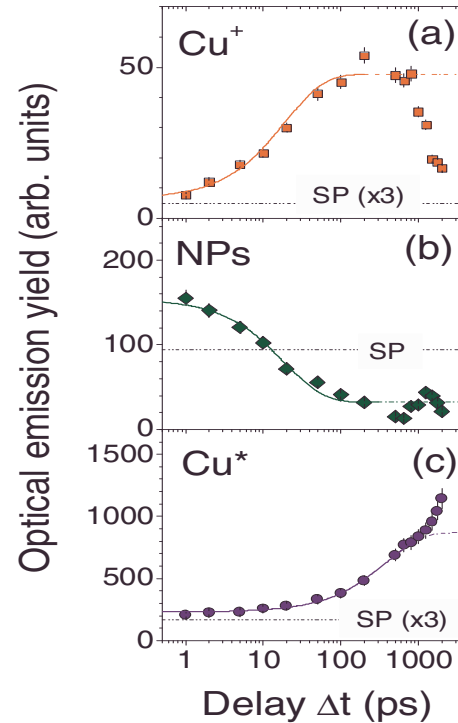 Cu+
(a)
50
0
SP (x3)
NPs
(b)
200
100
0
SP
Cu*
(c)
1500
1000
500
0
SP (x3)
1
10
100
1000
Optical emission yield (arb. units)
Delay Δt (ps)